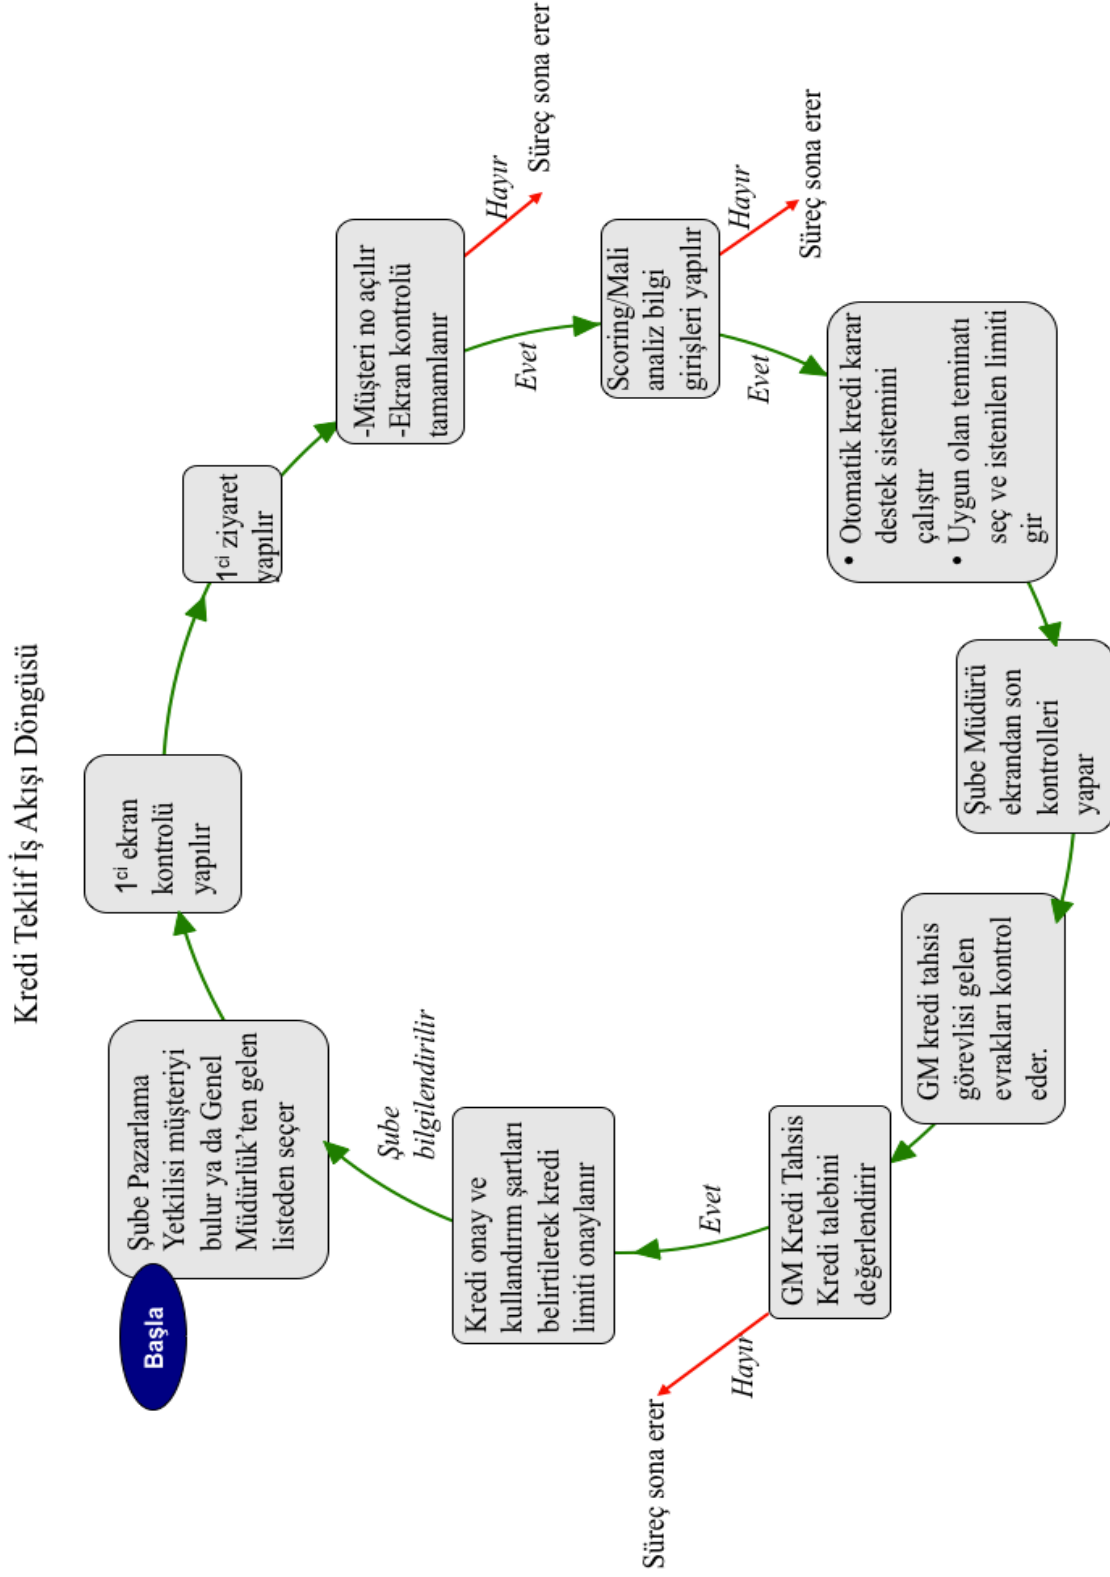 Kredi Teklif İş Akışı Döngüsü
Başla
Şube Pazarlama
Yetkilisi müşteriyi
bulur ya da Genel
Müdürlük’ten gelen
listeden seçer
1ci ekran
kontrolü
yapılır
1ci ziyaret
yapılır
-Müşteri no açılır
-Ekran kontrolü
tamamlanır
Hayır
Süreç sona erer
Evet
Scoring/Mali
analiz bilgi
girişleri yapılır
Hayır
Süreç sona erer
Evet
• Otomatik kredi karar
destek sistemini
çalıştır
• Uygun olan teminatı
seç ve istenilen limiti
gir
Şube Müdürü
ekrandan son
kontrolleri
yapar
GM kredi tahsis
görevlisi gelen
evrakları kontrol
eder.
GM Kredi Tahsis
Kredi talebini
değerlendirir
Hayır
Süreç sona erer
Evet
Kredi onay ve
kullandırım şartları
belirtilerek kredi
limiti onaylanır
Şube
bilgilendirilir